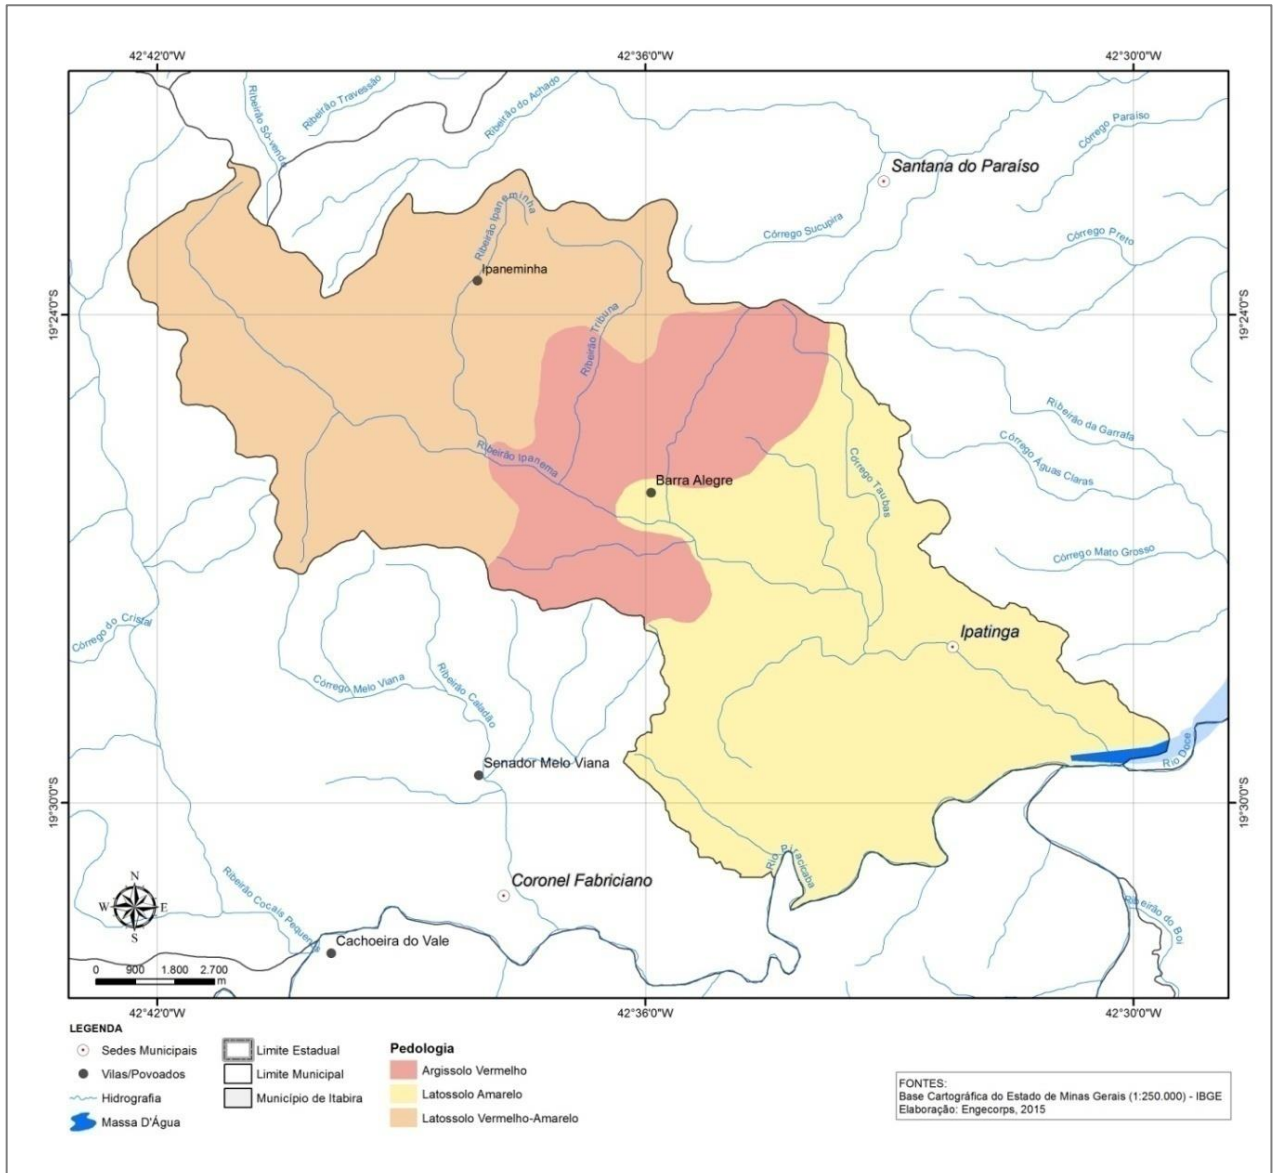 42°42'0"W
42°36'0"W
42°30'0"W
Ribeirão Travessão
Ribeirão do Achado
Ribeirão Só-vendo
Córrego Paraíso
Santana do Paraíso
Ribeirão Ipaneminha
Córrego Sucupira
Córrego Preto
Ipaneminha
19°24'0"S
19°24'0"S
Ribeirão Tribuna
Ribeirão da Garrafa
Córrego Águas Claras
Ribeirão Ipanema
Barra Alegre
Córrego Taubas
Córrego Mato Grosso
Córrego do Cristal
Ipatinga
Córrego Melo Viana
Ribeirão Caladão
Rio Doce
Senador Melo Viana
19°30'0"S
19°30'0"S
Rio Piracicaba
Coronel Fabriciano
Ribeirão Cocais Pequenos
Ribeirão do Boi
N
W E
S
Cachoeira do Vale
0 900 1.800 2.700
m
42°42'0"W
42°36'0"W
42°30'0"W
LEGENDA
Sedes Municipais
Vilas/Povoados
Hidrografia
Massa D'Água
Limite Estadual
Limite Municipal
Município de Itabira
Pedologia
Argissolo Vermelho
Latossolo Amarelo
Latossolo Vermelho-Amarelo
FONTES:
Base Cartográfica do Estado de Minas Gerais (1:250.000) - IBGE
Elaboração: Engecorps, 2015